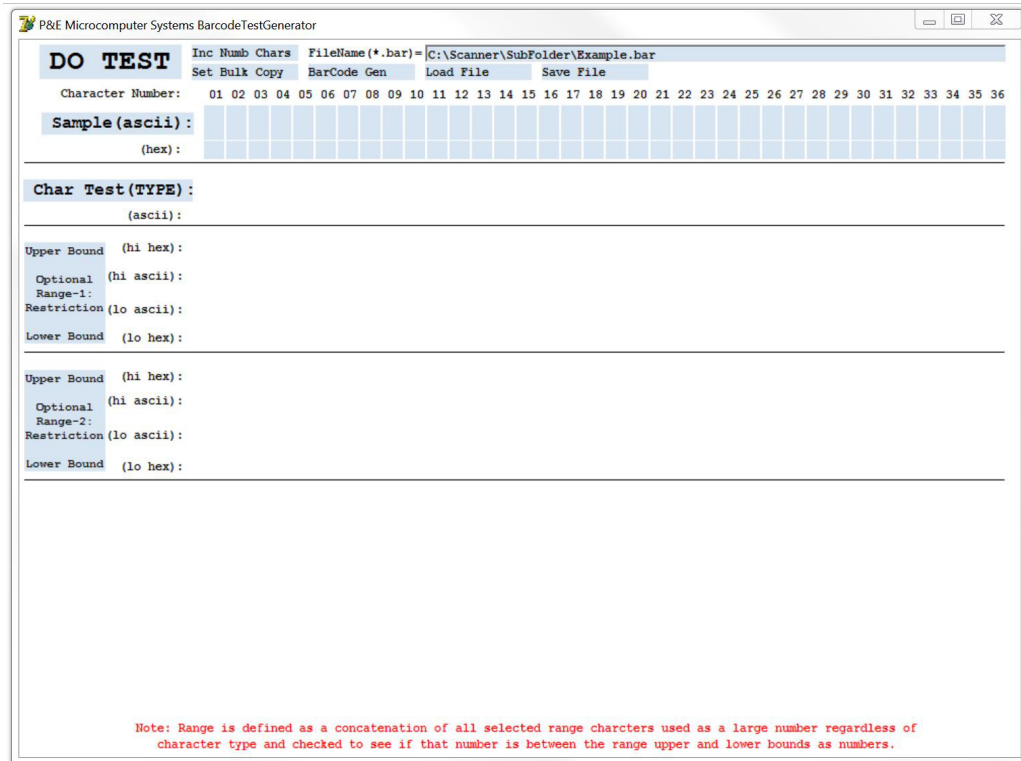 P&E Microcomputer Systems BarcodeTestGenerator
DO TEST Inc Numb Chars FileName(*.bar)= C:\Scanner\SubFolder\Example.bar
Set Bulk Copy BarCode Gen Load File Save File
Character Number: 01 02 03 04 05 06 07 08 09 10 11 12 13 14 15 16 17 18 19 20 21 22 23 24 25 26 27 28 29 30 31 32 33 34 35 36
Sample(ascii):
(hex):
Char Test(TYPE):
(ascii):
Upper Bound (hi hex):
Optional (hi ascii):
Range-1:
Restriction (lo ascii):
Lower Bound (lo hex):
Upper Bound (hi hex):
Optional (hi ascii):
Range-2:
Restriction (lo ascii):
Lower Bound (lo hex):
Note: Range is defined as a concatenation of all selected range charcters used as a large number regardless of
character type and checked to see if that number is between the range upper and lower bounds as numbers.